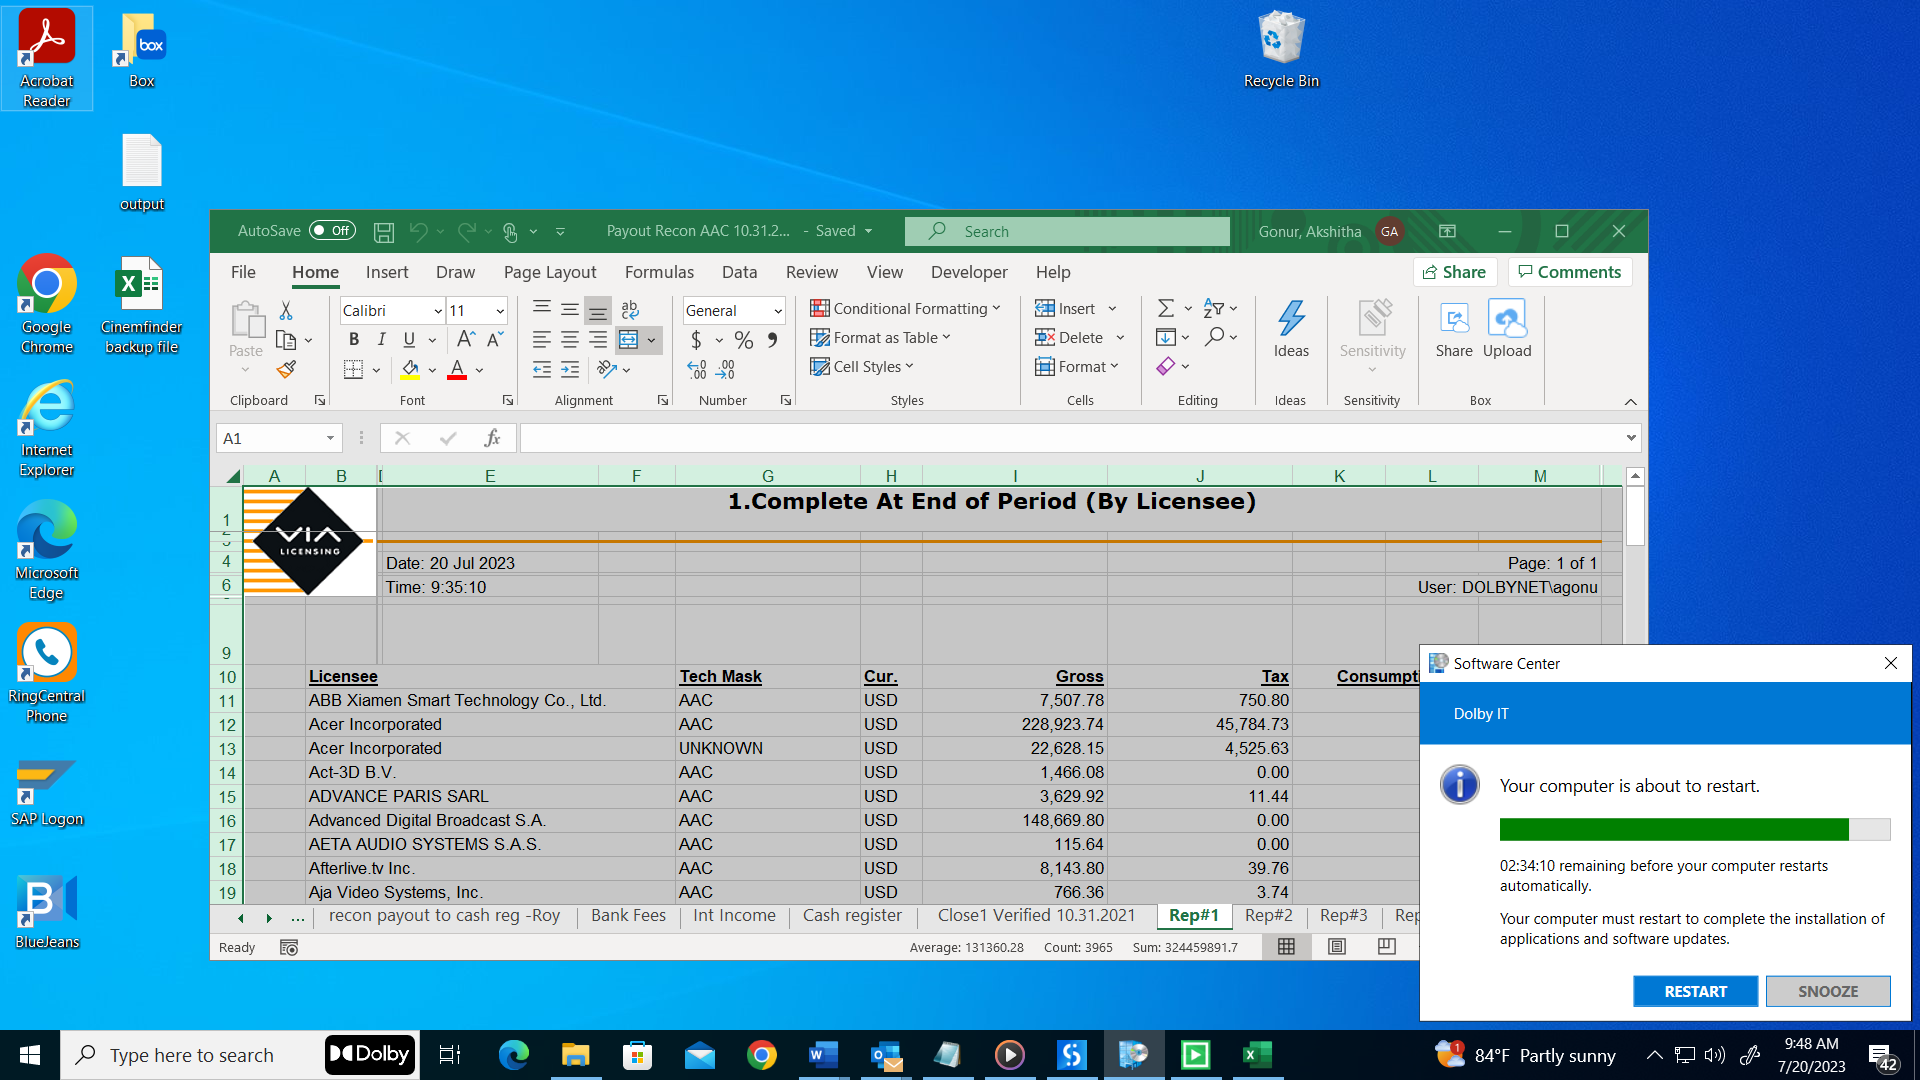 Acrobat
Reader
Box
box
Recycle Bin
output
Google
Chrome
Cinemfinder
backup file
Internet
Explorer
Microsoft
Edge
RingCentral
Phone
SAP Logon
BlueJeans
AutoSave Off Payout Recon AAC 10.31.2... - Saved Search Gonur, Akshitha GA
File Home Insert Draw Page Layout Formulas Data Review View Developer Help Share Comments
Calibri 11 General Conditional Formatting Insert
Paste B I U Format as Table Delete Ideas Sensitivity Share Upload
Cell Styles Format
Clipboard Font Alignment Number Styles Cells Editing Ideas Sensitivity Box
A1 fx
A B E F G H I J K L M
1 VIA LICENSING 1.Complete At End of Period (By Licensee)
4 Date: 20 Jul 2023 Page: 1 of 1
6 Time: 9:35:10 User: DOLBYNET\agonu
9
10 Licensee Tech Mask Cur. Gross Tax Consumpti
11 ABB Xiamen Smart Technology Co., Ltd. AAC USD 7,507.78 750.80
12 Acer Incorporated AAC USD 228,923.74 45,784.73
13 Acer Incorporated UNKNOWN USD 22,628.15 4,525.63
14 Act-3D B.V. AAC USD 1,466.08 0.00
15 ADVANCE PARIS SARL AAC USD 3,629.92 11.44
16 Advanced Digital Broadcast S.A. AAC USD 148,669.80 0.00
17 AETA AUDIO SYSTEMS S.A.S. AAC USD 115.64 0.00
18 Afterlive.tv Inc. AAC USD 8,143.80 39.76
19 Aja Video Systems, Inc. AAC USD 766.36 3.74
... recon payout to cash reg -Roy Bank Fees Int Income Cash register Close1 Verified 10.31.2021 Rep#1 Rep#2 Rep#3 Rep
Ready Average: 131360.28 Count: 3965 Sum: 324459891.7
Software Center
Dolby IT
Your computer is about to restart.
02:34:10 remaining before your computer restarts
automatically.
Your computer must restart to complete the installation of
applications and software updates.
RESTART SNOOZE
Type here to search Dolby 84°F Partly sunny 9:48 AM
7/20/2023 42